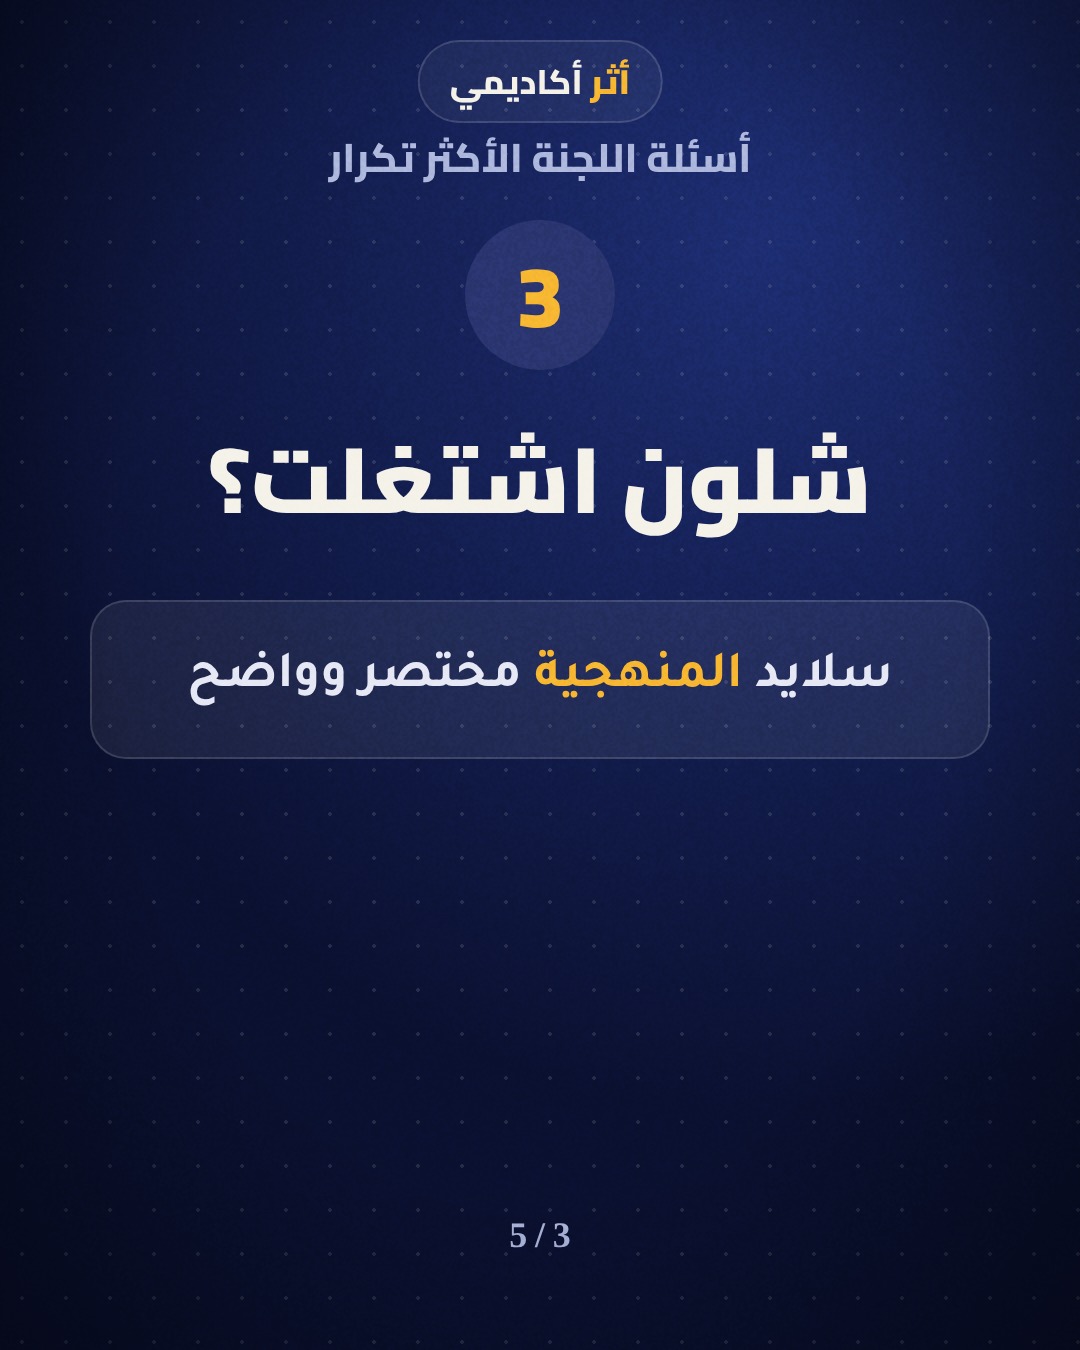 أثر أكاديمي
أسئلة اللجنة الأكثر تكرار
3
شلون اشتغلت؟
سلايد المنهجية مختصر وواضح
5 / 3